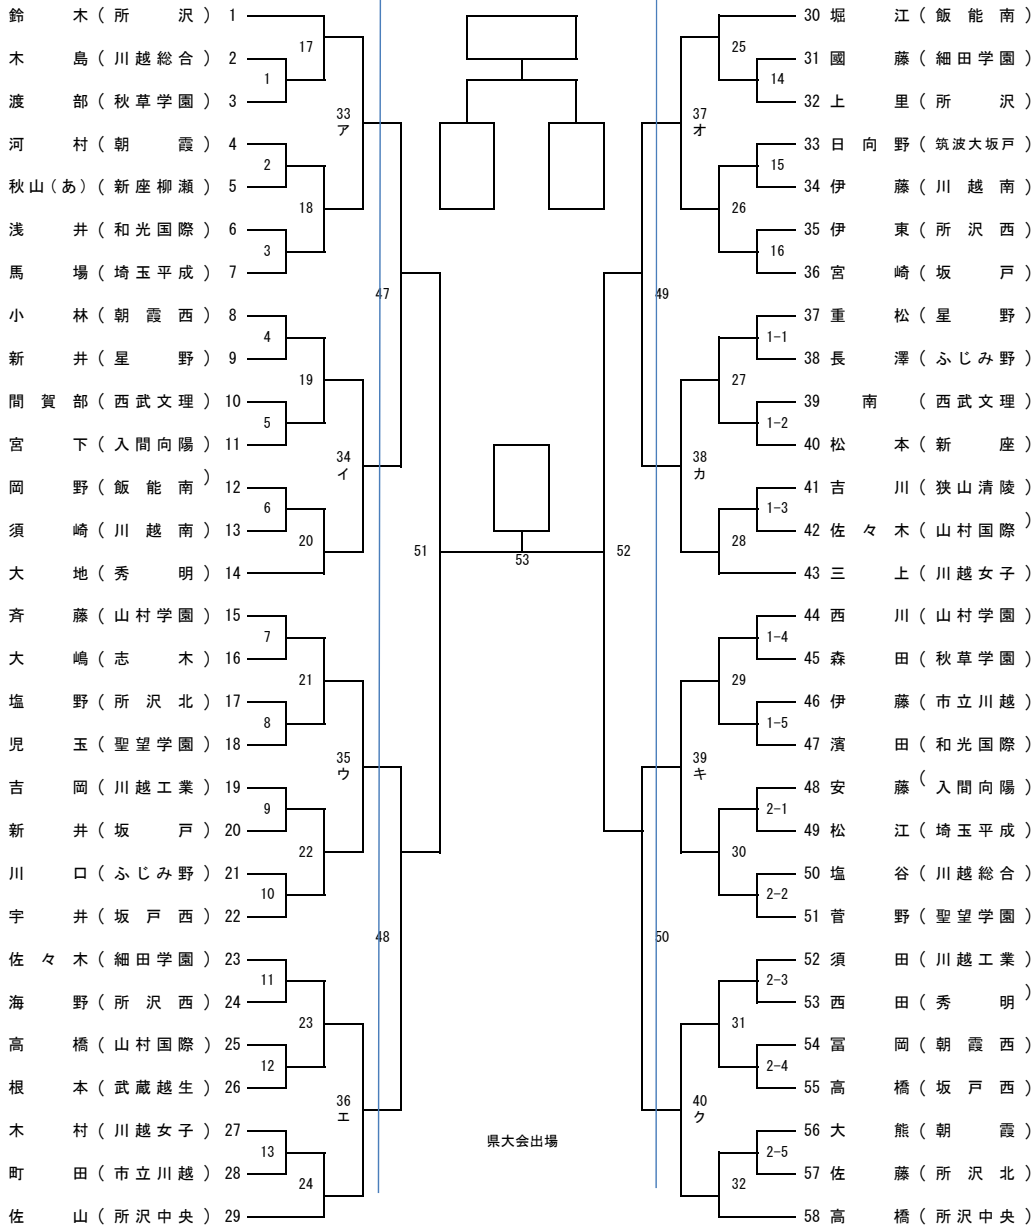 鈴木(所沢) 1
木島(川越総合) 2
渡部(秋草学園) 3
河村(朝霞) 4
秋山(あ)(新座柳瀬) 5
浅井(和光国際) 6
馬場(埼玉平成) 7
小林(朝霞西) 8
新井(星野) 9
間賀部(西武文理) 10
宮下(入間向陽) 11
岡野(飯能南) 12
須崎(川越南) 13
大地(秀明) 14
斉藤(山村学園) 15
大嶋(志木) 16
塩野(所沢北) 17
児玉(聖望学園) 18
吉岡(川越工業) 19
新井(坂戸) 20
川口(ふじみ野) 21
宇井(坂戸西) 22
佐々木(細田学園) 23
海野(所沢西) 24
高橋(山村国際) 25
根本(武蔵越生) 26
木村(川越女子) 27
町田(市立川越) 28
佐山(所沢中央) 29
1
2
3
4
5
6
7
8
9
10
11
12
13
17
18
19
20
21
22
23
24
33
ア
34
イ
35
ウ
36
エ
47
48
51
53
52
49
50
県大会出場
37
オ
38
カ
39
キ
40
ク
25
26
27
28
29
30
31
32
14
15
16
1-1
1-2
1-3
1-4
1-5
2-1
2-2
2-3
2-4
2-5
30 堀江(飯能南)
31 國藤(細田学園)
32 上里(所沢)
33 日向野(筑波大坂戸)
34 伊藤(川越南)
35 伊東(所沢西)
36 宮崎(坂戸)
37 重松(星野)
38 長澤(ふじみ野)
39 南(西武文理)
40 松本(新座)
41 吉川(狭山清陵)
42 佐々木(山村国際)
43 三上(川越女子)
44 西川(山村学園)
45 森田(秋草学園)
46 伊藤(市立川越)
47 濱田(和光国際)
48 安藤(入間向陽)
49 松江(埼玉平成)
50 塩谷(川越総合)
51 菅野(聖望学園)
52 須田(川越工業)
53 西田(秀明)
54 冨岡(朝霞西)
55 高橋(坂戸西)
56 大熊(朝霞)
57 佐藤(所沢北)
58 高橋(所沢中央)